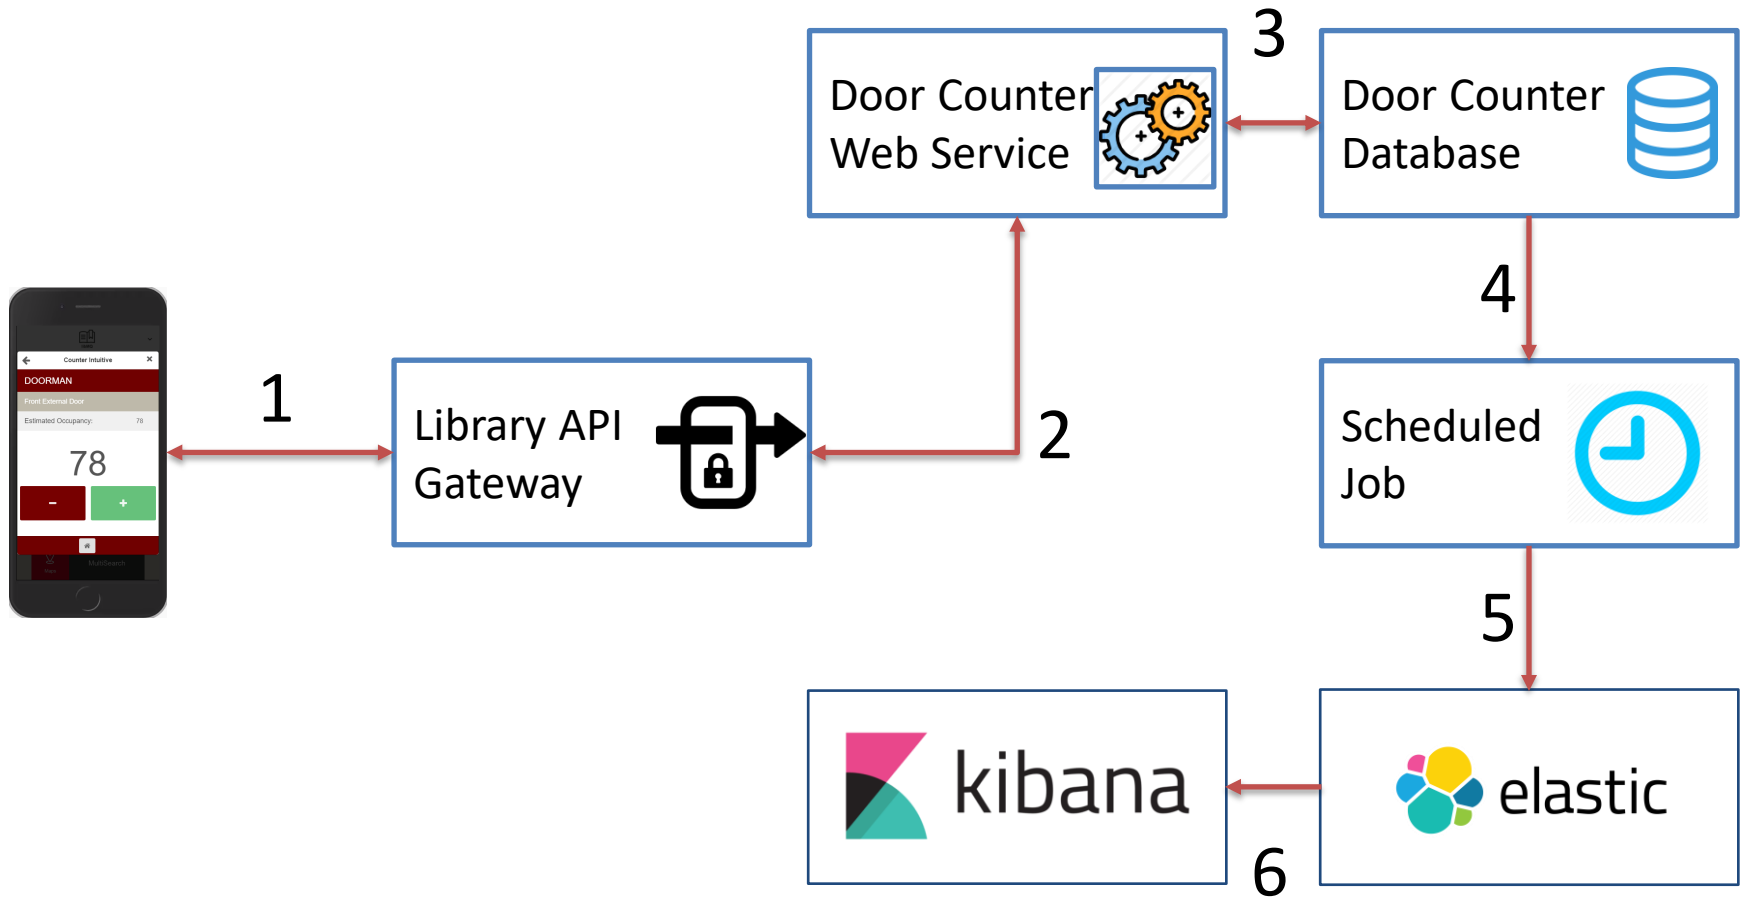 3
Door Counter
Web Service
Door Counter
Database
4
Counter Intuitive
DOORMAN
Front External Door
Estimated Occupancy: 78
78
−
+
MultiSearch
1
Library API
Gateway
2
Scheduled
Job
5
kibana
elastic
6